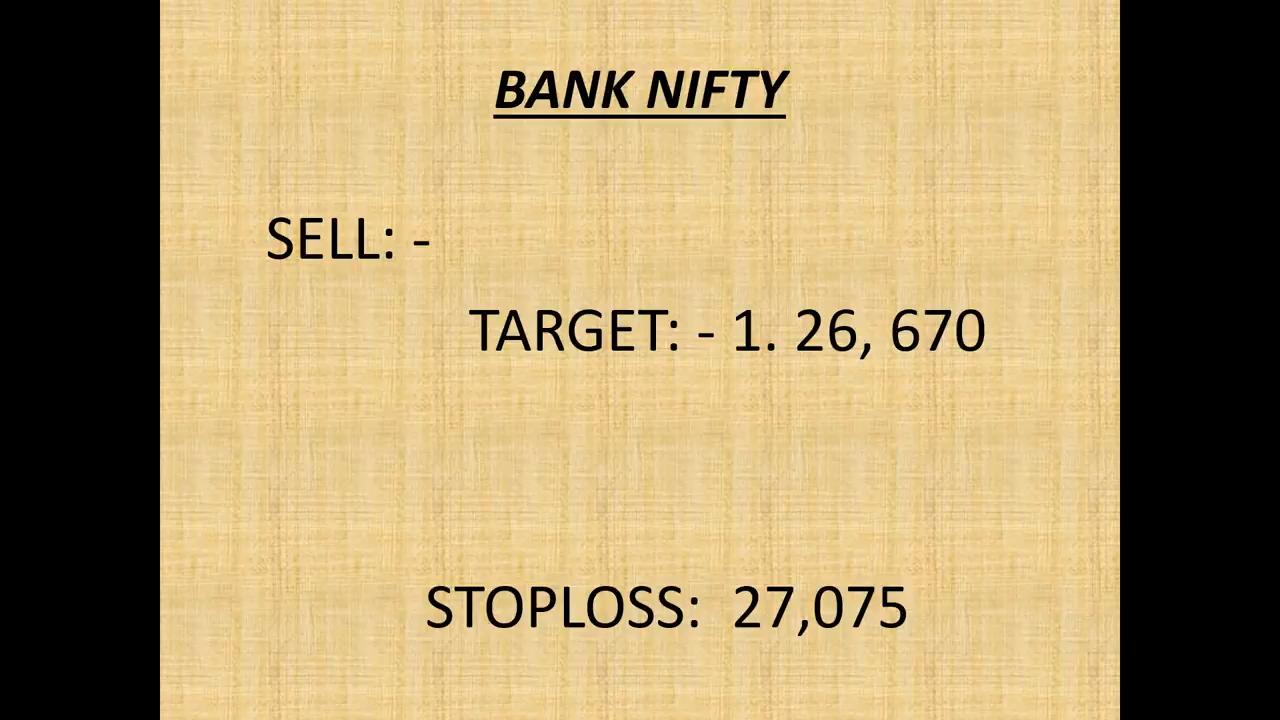 BANK NIFTY
SELL: -
TARGET: - 1. 26, 670
STOPLOSS: 27,075